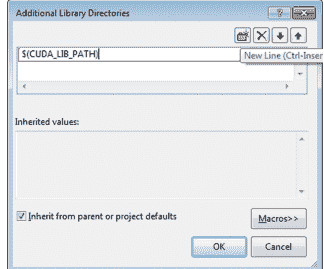 Additional Library Directories
$(CUDA_LIB_PATH)
New Line (Ctrl-Inser
Inherited values:
Inherit from parent or project defaults
Macros>>
OK
Cancel